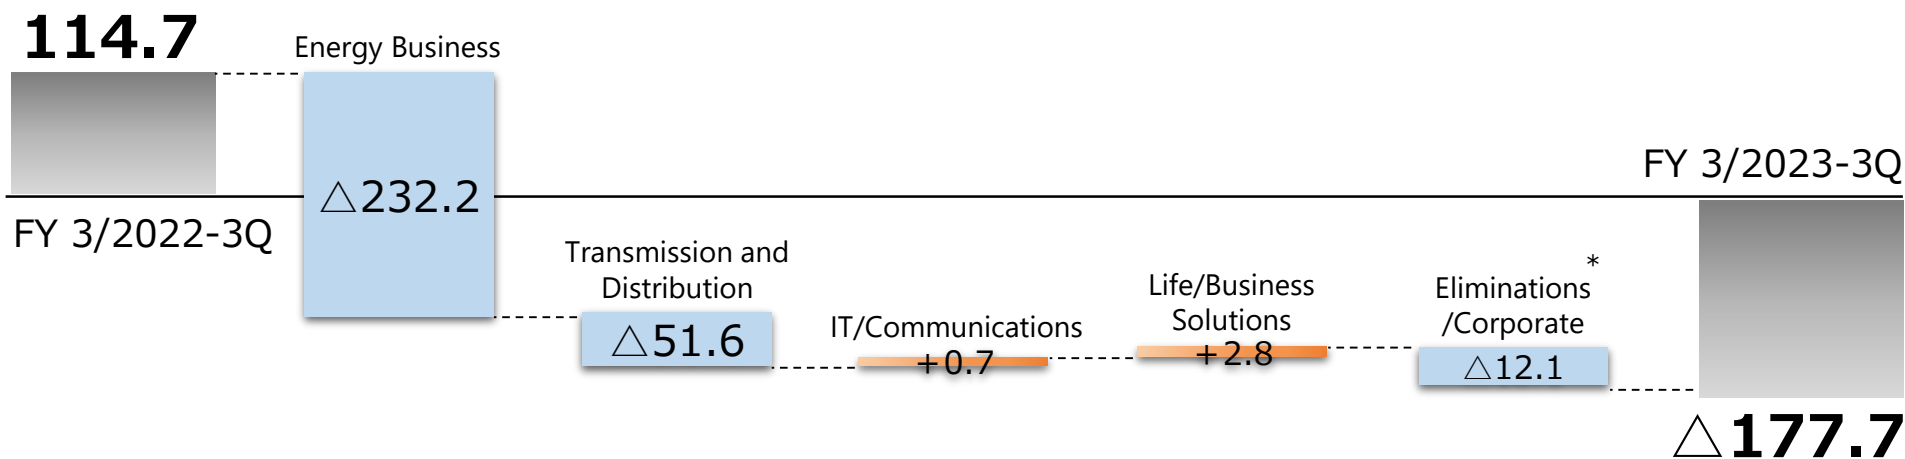 114.7
FY 3/2022-3Q
Energy Business
△232.2
Transmission and
Distribution
△51.6
IT/Communications
+0.7
Life/Business
Solutions
+2.8
Eliminations*
/Corporate
△12.1
FY 3/2023-3Q
△177.7